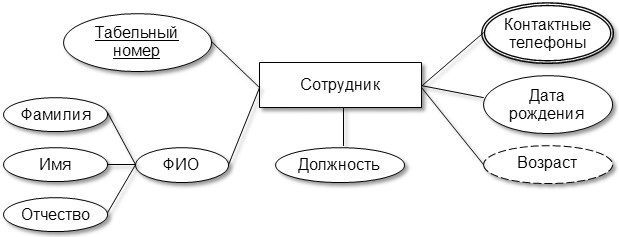 Табельный
номер
Контактные
телефоны
Сотрудник
Дата
рождения
Фамилия
Имя
ФИО
Должность
Возраст
Отчество